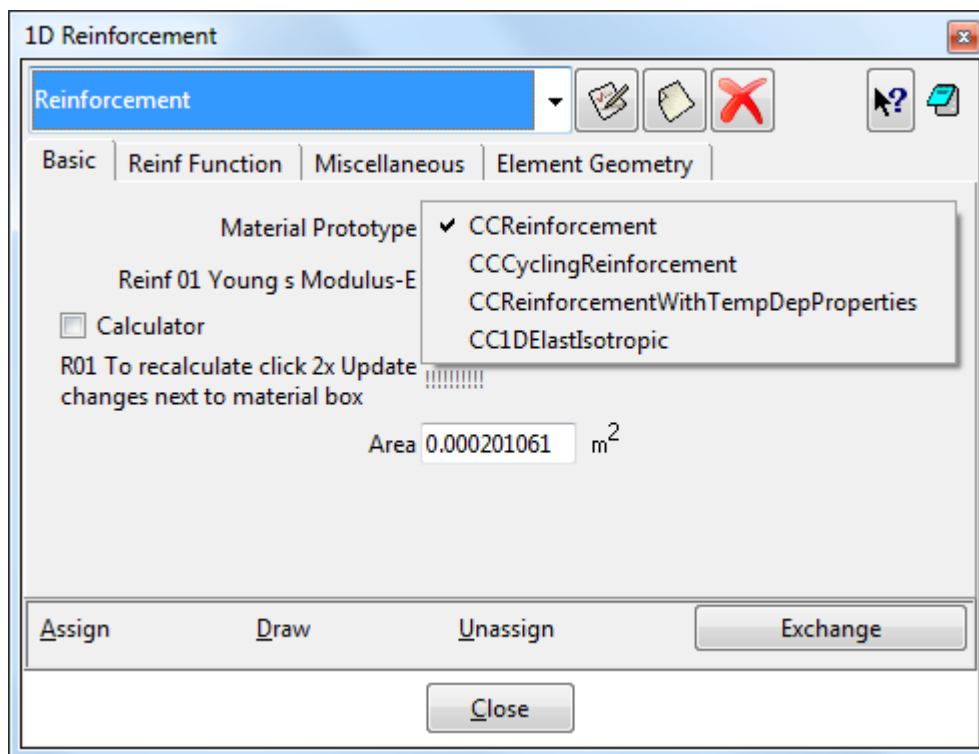 1D Reinforcement
Reinforcement
Basic Reinf Function Miscellaneous Element Geometry
Material Prototype ✓ CCReinforcement
CCCyclingReinforcement
Reinf 01 Young s Modulus-E
CCReinforcementWithTempDepProperties
Calculator
CC1DElastIsotropic
R01 To recalculate click 2x Update !!!!!!!!!!
changes next to material box
Area 0.000201061 m²
Assign Draw Unassign Exchange
Close